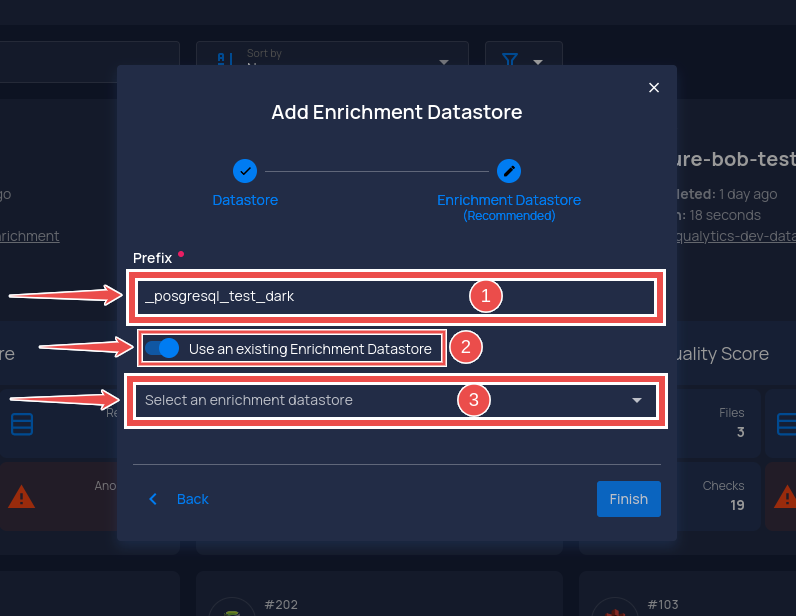 Sort by
Add Enrichment Datastore
ure-bob-test
Datastore
Enrichment Datastore
(Recommended)
go
leted: 1 day ago
n: 18 seconds
nrichment
qualytics-dev-data
Prefix
_posgresql_test_dark
1
Use an existing Enrichment Datastore
2
re
uality Score
Select an enrichment datastore
3
Re
Files
3
Ano
Checks
19
Back
Finish
#202
#103